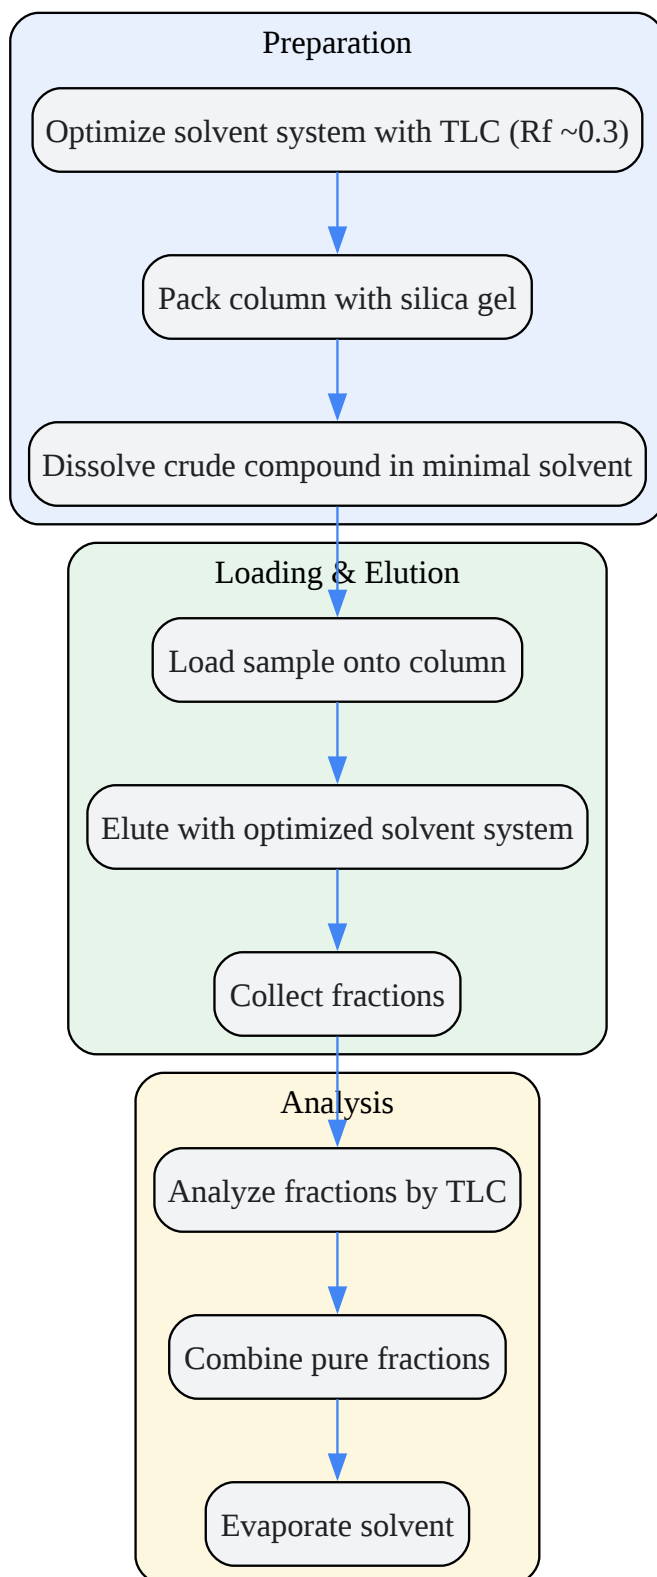 Preparation
Optimize solvent system with TLC (Rf ~0.3)
Pack column with silica gel
Dissolve crude compound in minimal solvent
Loading & Elution
Load sample onto column
Elute with optimized solvent system
Collect fractions
Analysis
Analyze fractions by TLC
Combine pure fractions
Evaporate solvent